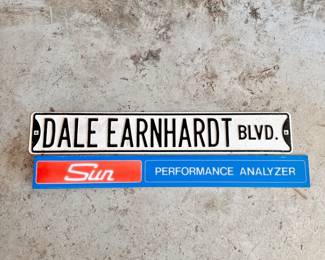 DALE EARNHARDT BLVD.
Sun PERFORMANCE ANALYZER